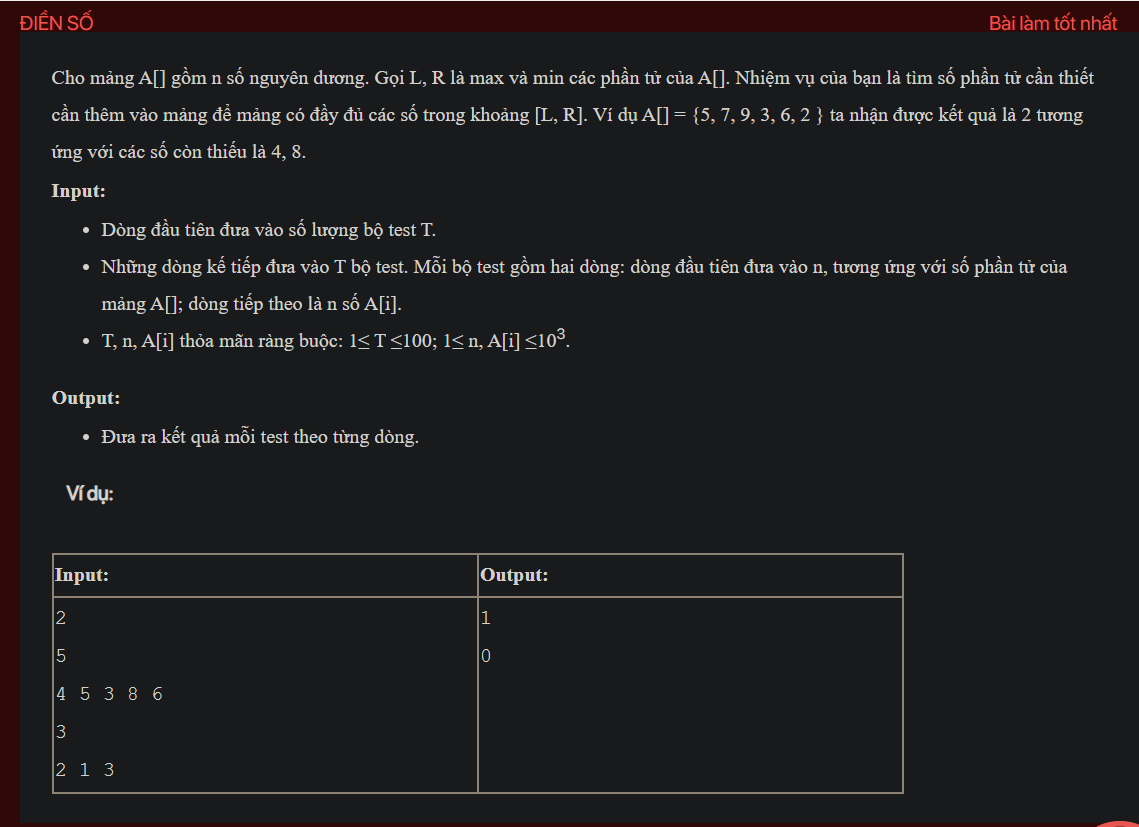 ĐIỀN SỐ
Bài làm tốt nhất
Cho mảng A[] gồm n số nguyên dương. Gọi L, R là max và min các phần tử của A[]. Nhiệm vụ của bạn là tìm số phần tử cần thiết
cần thêm vào mảng để mảng có đầy đủ các số trong khoảng [L, R]. Ví dụ A[] = {5, 7, 9, 3, 6, 2 } ta nhận được kết quả là 2 tương
ứng với các số còn thiếu là 4, 8.
Input:
• Dòng đầu tiên đưa vào số lượng bộ test T.
• Những dòng kế tiếp đưa vào T bộ test. Mỗi bộ test gồm hai dòng: dòng đầu tiên đưa vào n, tương ứng với số phần tử của
mảng A[]; dòng tiếp theo là n số A[i].
• T, n, A[i] thỏa mãn ràng buộc: 1≤ T ≤100; 1≤ n, A[i] ≤10³.
Output:
• Đưa ra kết quả mỗi test theo từng dòng.
Ví dụ:
Input:
Output:
2
5
4 5 3 8 6
3
2 1 3
1
0